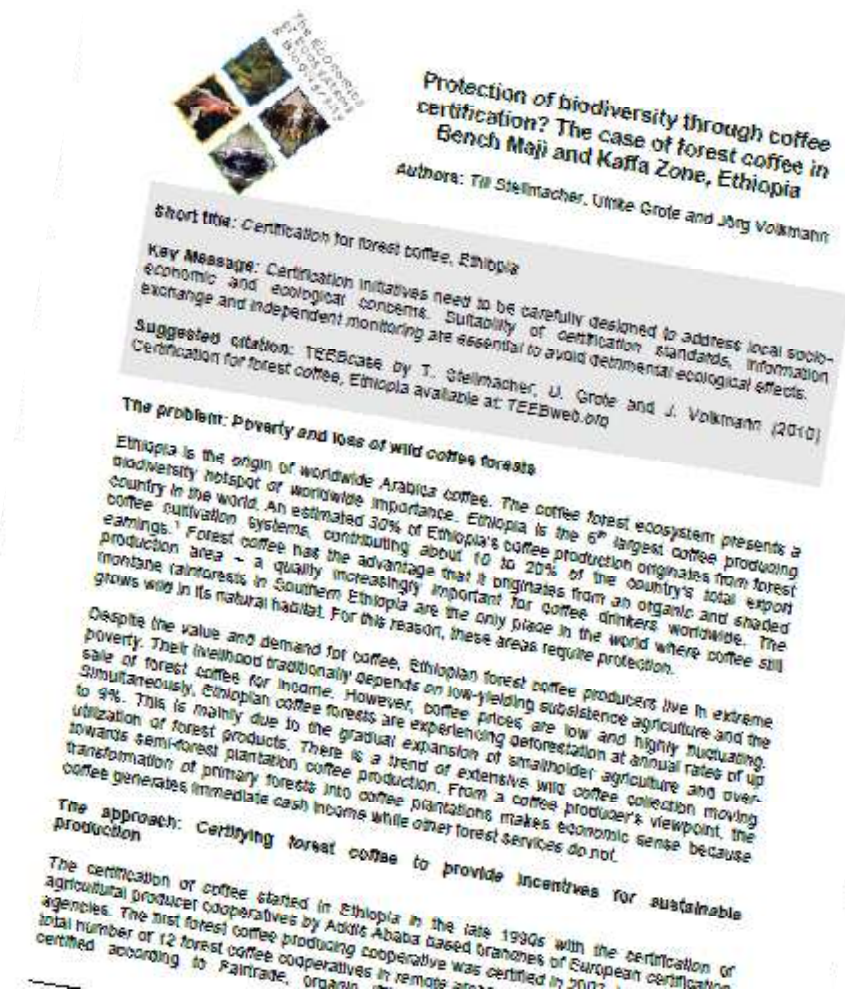 The Economics
of Ecosystems
& Biodiversity
Protection of biodiversity through coffee
certification? The case of forest coffee in
Bench Maji and Kaffa Zone, Ethiopia
Authors: Till Stellmacher, Ulrike Grote and Jörg Volkmann
Short title: Certification for forest coffee, Ethiopia
Key Message: Certification initiatives need to be carefully designed to address local socio-
economic and ecological concerns. Suitability of certification standards, information
exchange and independent monitoring are essential to avoid detrimental ecological effects.
Suggested citation: TEEBcase by T. Stellmacher, U. Grote and J. Volkmann (2010)
Certification for forest coffee, Ethiopia available at: TEEBweb.org
The problem: Poverty and loss of wild coffee forests
Ethiopia is the origin of worldwide Arabica coffee. The coffee forest ecosystem presents a
biodiversity hotspot of worldwide importance. Ethiopia is the 6th largest coffee producing
country in the world. An estimated 30% of Ethiopia's coffee production originates from forest
coffee cultivation systems, contributing about 10 to 20% of the country's total export
earnings.1 Forest coffee has the advantage that it originates from an organic and shaded
production area – a quality increasingly important for coffee drinkers worldwide. The
montane rainforests in Southern Ethiopia are the only place in the world where coffee still
grows wild in its natural habitat. For this reason, these areas require protection.
Despite the value and demand for coffee, Ethiopian forest coffee producers live in extreme
poverty. Their livelihood traditionally depends on low-yielding subsistence agriculture and the
sale of forest coffee for income. However, coffee prices are low and highly fluctuating.
Simultaneously, Ethiopian coffee forests are experiencing deforestation at annual rates of up
to 9%. This is mainly due to the gradual expansion of smallholder agriculture and over-
utilization of forest products. There is a trend of extensive wild coffee collection moving
towards semi-forest plantation coffee production. From a coffee producer's viewpoint, the
transformation of primary forests into coffee plantations makes economic sense because
coffee generates immediate cash income while other forest services do not.
The approach: Certifying forest coffee to provide incentives for sustainable
production
The certification of coffee started in Ethiopia in the late 1990s with the certification of
agricultural producer cooperatives by Addis Ababa based branches of European certification
agencies. The first forest coffee producing cooperative was certified in
total number of 12 forest coffee cooperatives in remote
certified according to Fairtrade, organic